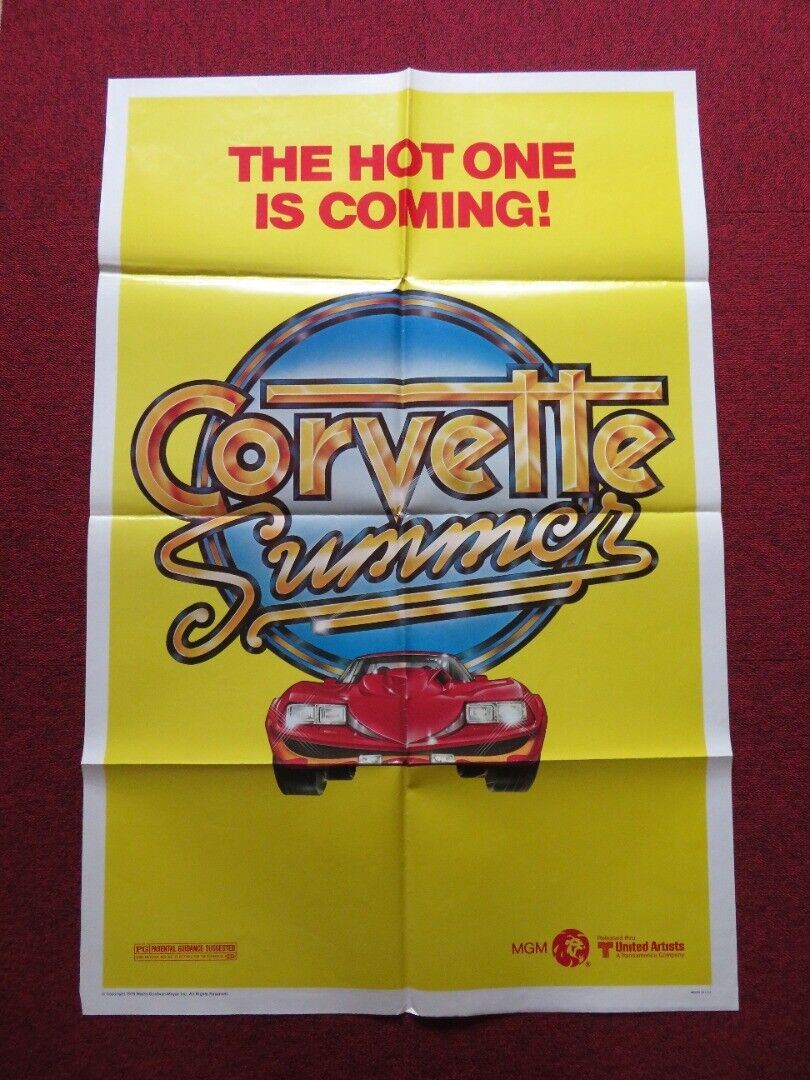 THE HOT ONE
IS COMING!
Corvette
Summer
PG PARENTAL GUIDANCE SUGGESTED
MGM
Released thru
United Artists
A Transamerica Company